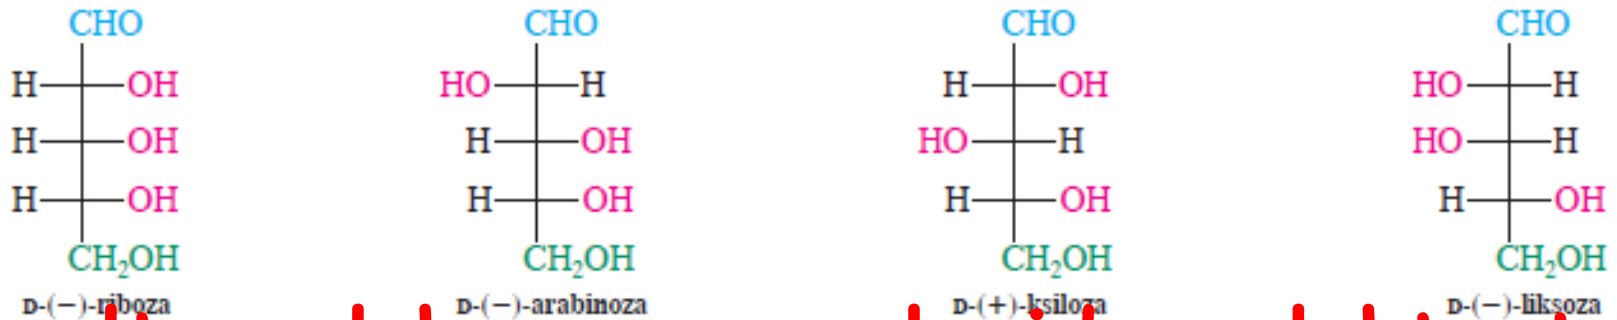 CHO CHO CHO CHO
H OH HO H H OH HO H
H OH H OH HO H HO H
H OH H OH H OH H OH
CH₂OH CH₂OH CH₂OH CH₂OH
D-(−)-riboza D-(−)-arabinoza D-(+)-ksiloza D-(−)-liksoza